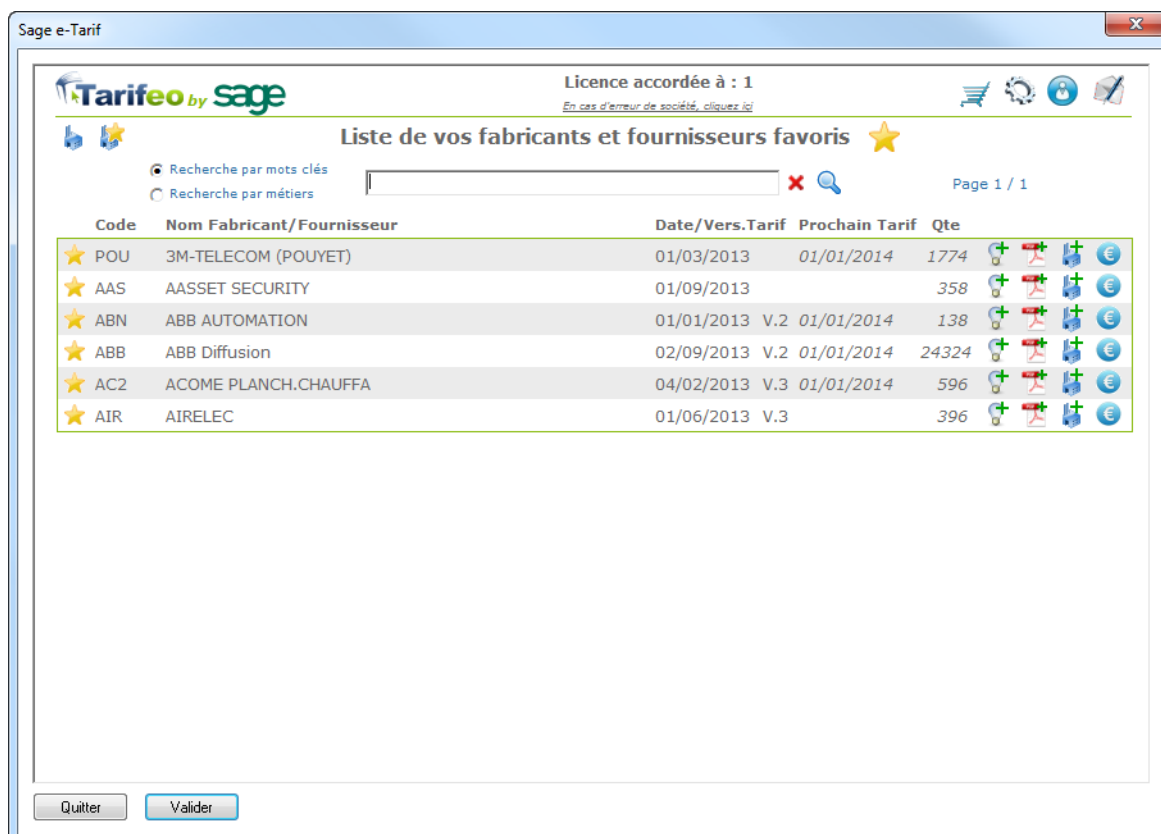 Sage e-Tarif
Tarifeo by sage
Licence accordée à : 1
En cas d'erreur de société, cliquez ici
Liste de vos fabricants et fournisseurs favoris
Recherche par mots clés
Recherche par métiers
Page 1 / 1
Code Nom Fabricant/Fournisseur Date/Vers.Tarif Prochain Tarif Qte
POU 3M-TELECOM (POUYET) 01/03/2013 01/01/2014 1774
AAS AASSET SECURITY 01/09/2013 358
ABN ABB AUTOMATION 01/01/2013 V.2 01/01/2014 138
ABB ABB Diffusion 02/09/2013 V.2 01/01/2014 24324
AC2 ACOME PLANCH.CHAUFFA 04/02/2013 V.3 01/01/2014 596
AIR AIRELEC 01/06/2013 V.3 396
Quitter Valider